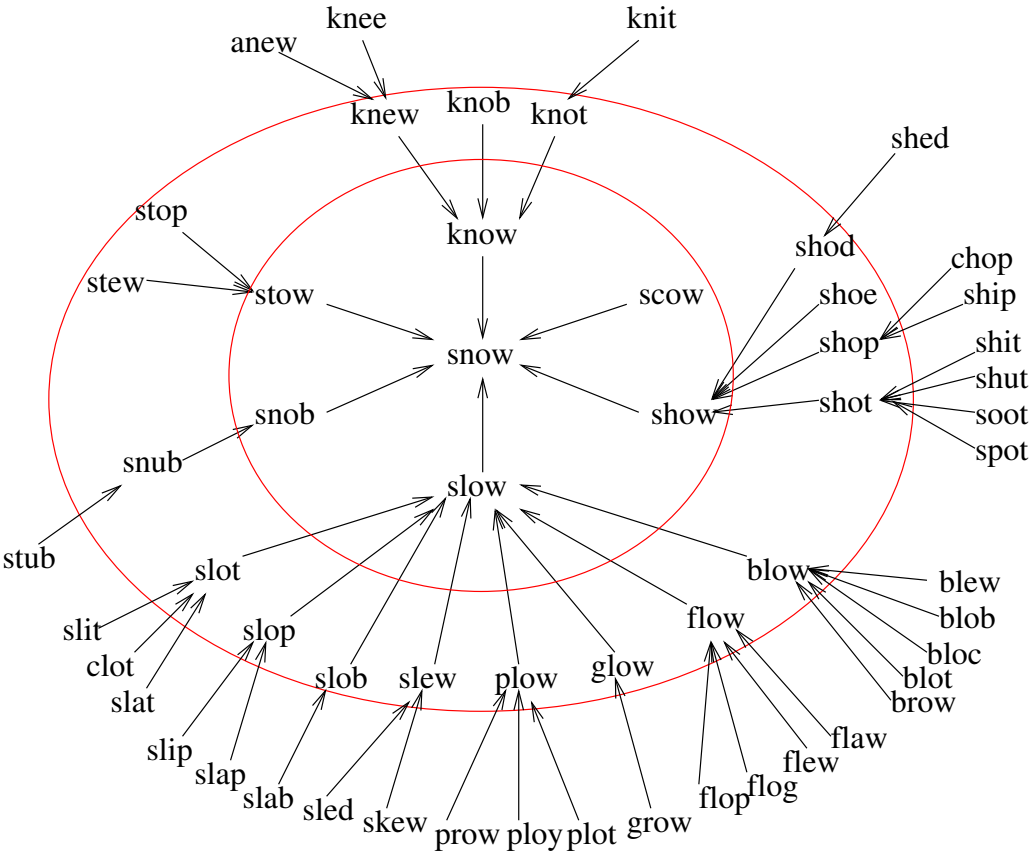 knee
knit
anew
knob
knew
knot
shed
stop
know
shod
chop
stew
stow
scow
shoe
ship
shop
shit
snow
shut
snob
show
shot
soot
spot
snub
slow
stub
slot
blow
blew
slit
slop
flow
blob
clot
bloc
slat
slob
slew
plow
glow
blot
brow
slip
flaw
slap
flew
slab
sled
skew
flop
flog
prow
ploy
plot
grow